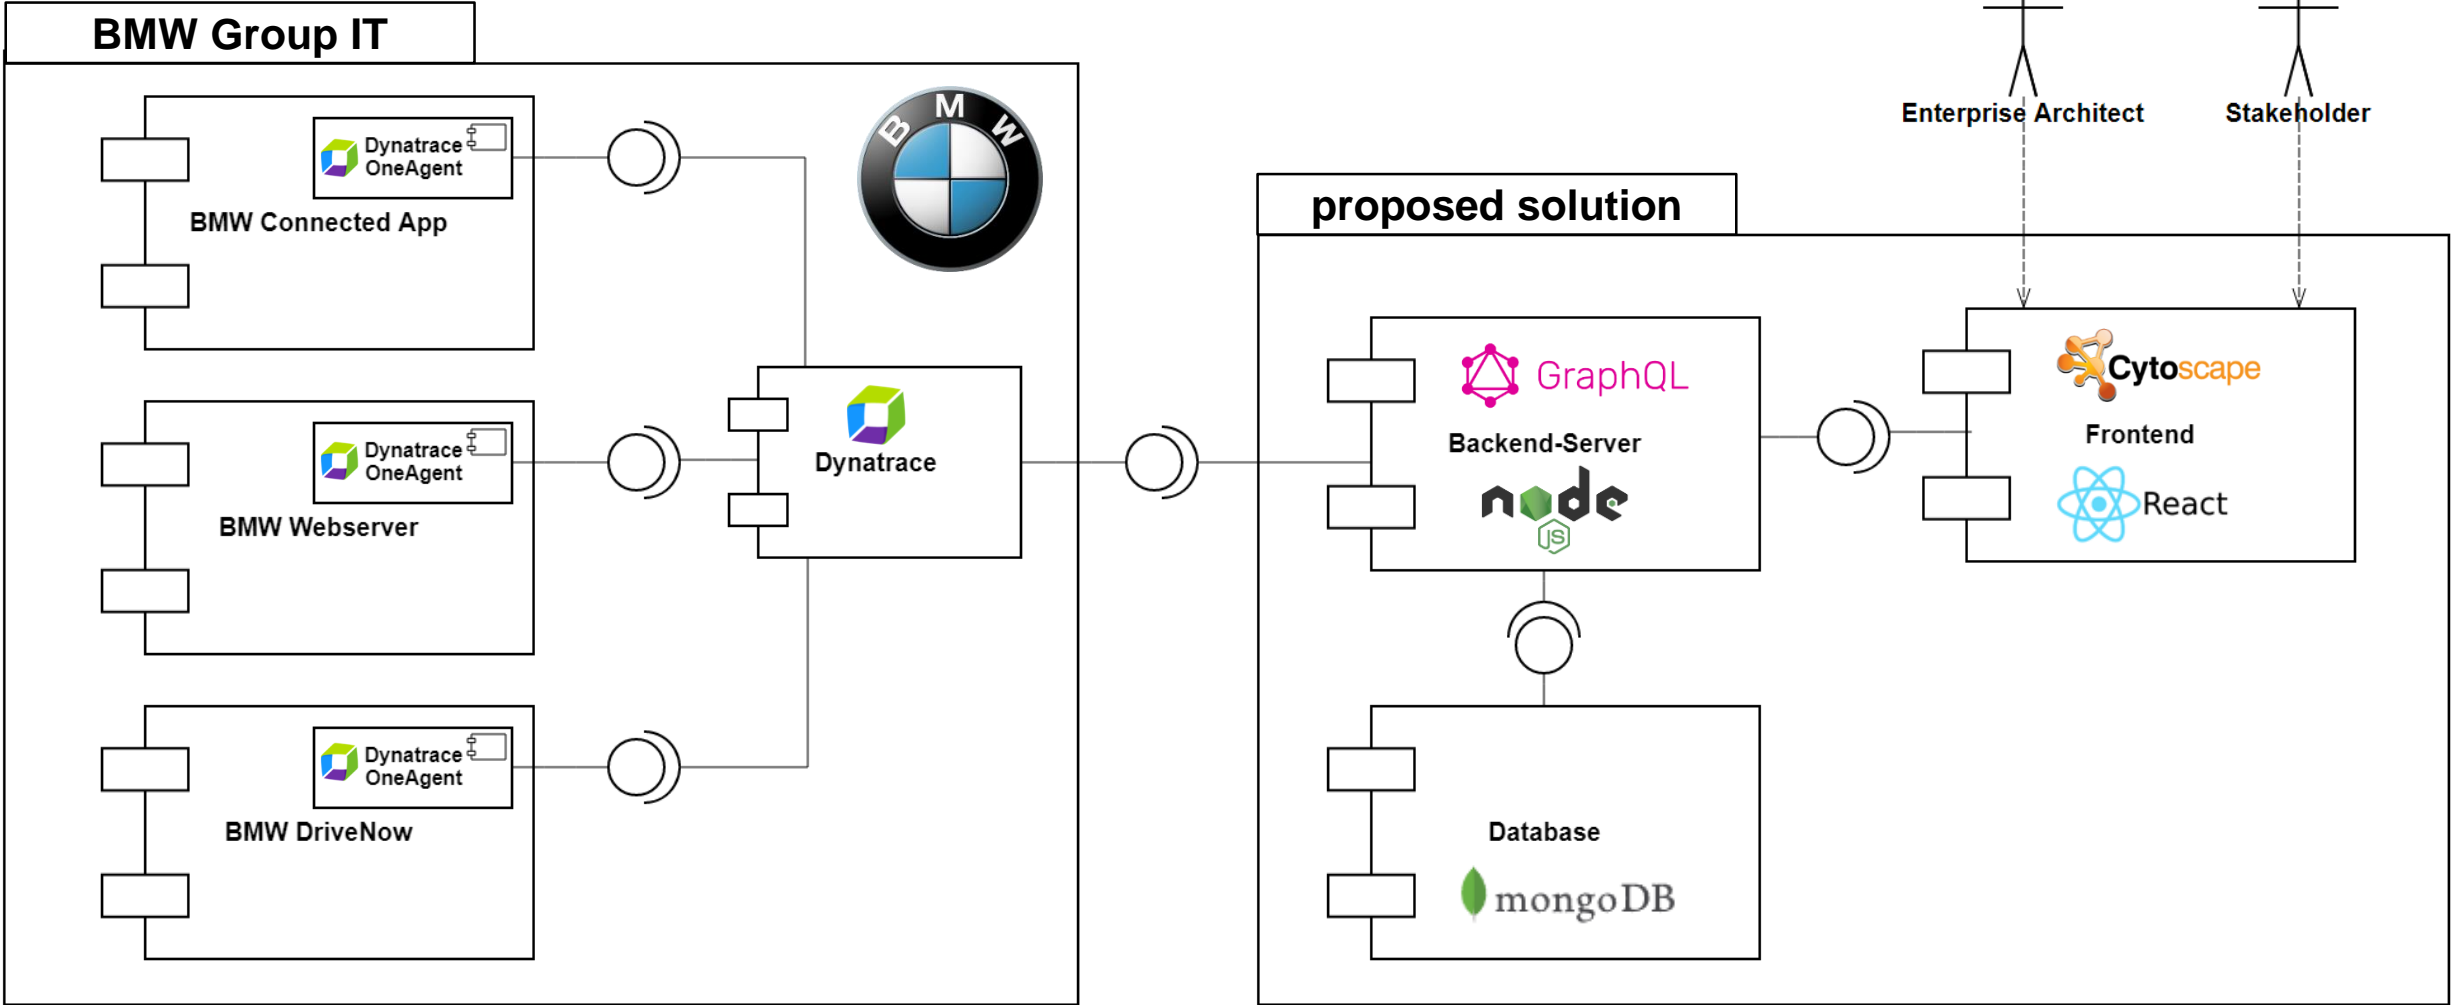 BMW Group IT
Dynatrace
OneAgent
BMW Connected App
B M W
Dynatrace
OneAgent
BMW Webserver
Dynatrace
Dynatrace
OneAgent
BMW DriveNow
Enterprise Architect
Stakeholder
proposed solution
GraphQL
Backend-Server
node
JS
Cytoscape
Frontend
React
Database
mongoDB